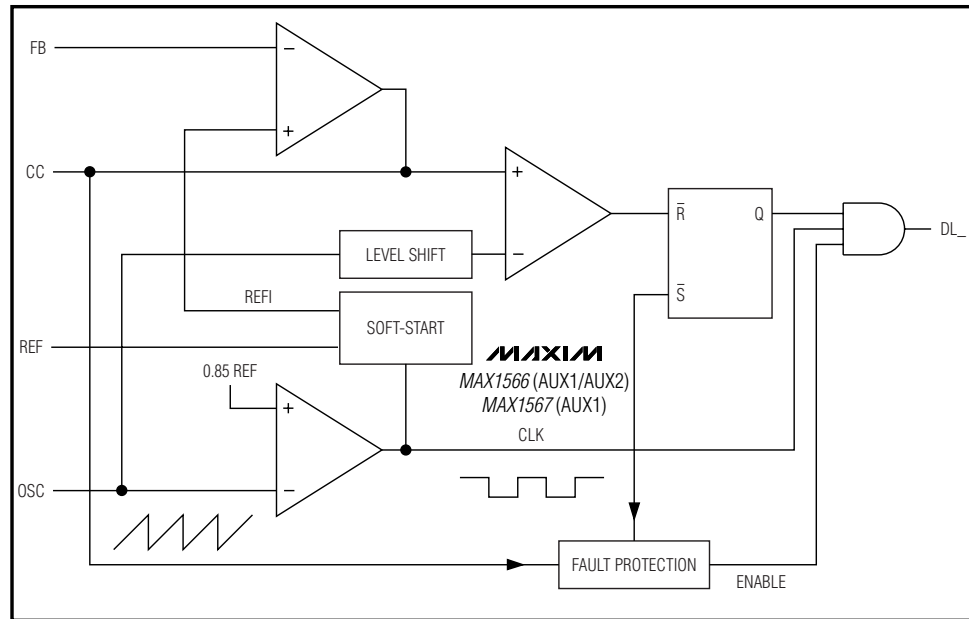 FB
−
+
CC
+
−
R̅
Q
DL_
LEVEL SHIFT
S̅
REFI
SOFT-START
REF
MAXIM
MAX1566 (AUX1/AUX2)
MAX1567 (AUX1)
0.85 REF
+
CLK
−
OSC
FAULT PROTECTION
ENABLE